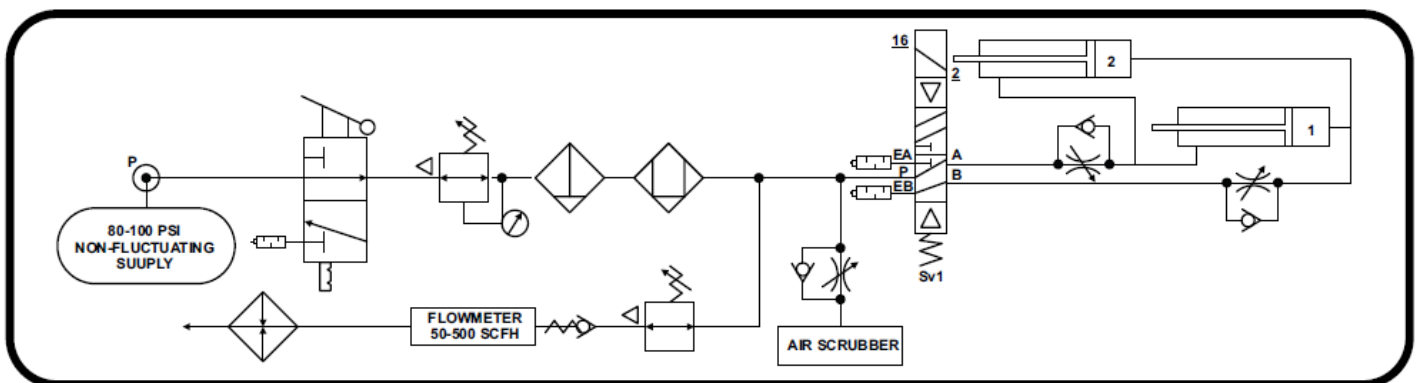 P
80-100 PSI
NON-FLUCTUATING
SUUPLY
FLOWMETER
50-500 SCFH
AIR SCRUBBER
16
2
EA
P
EB
A
B
Sv1
2
1